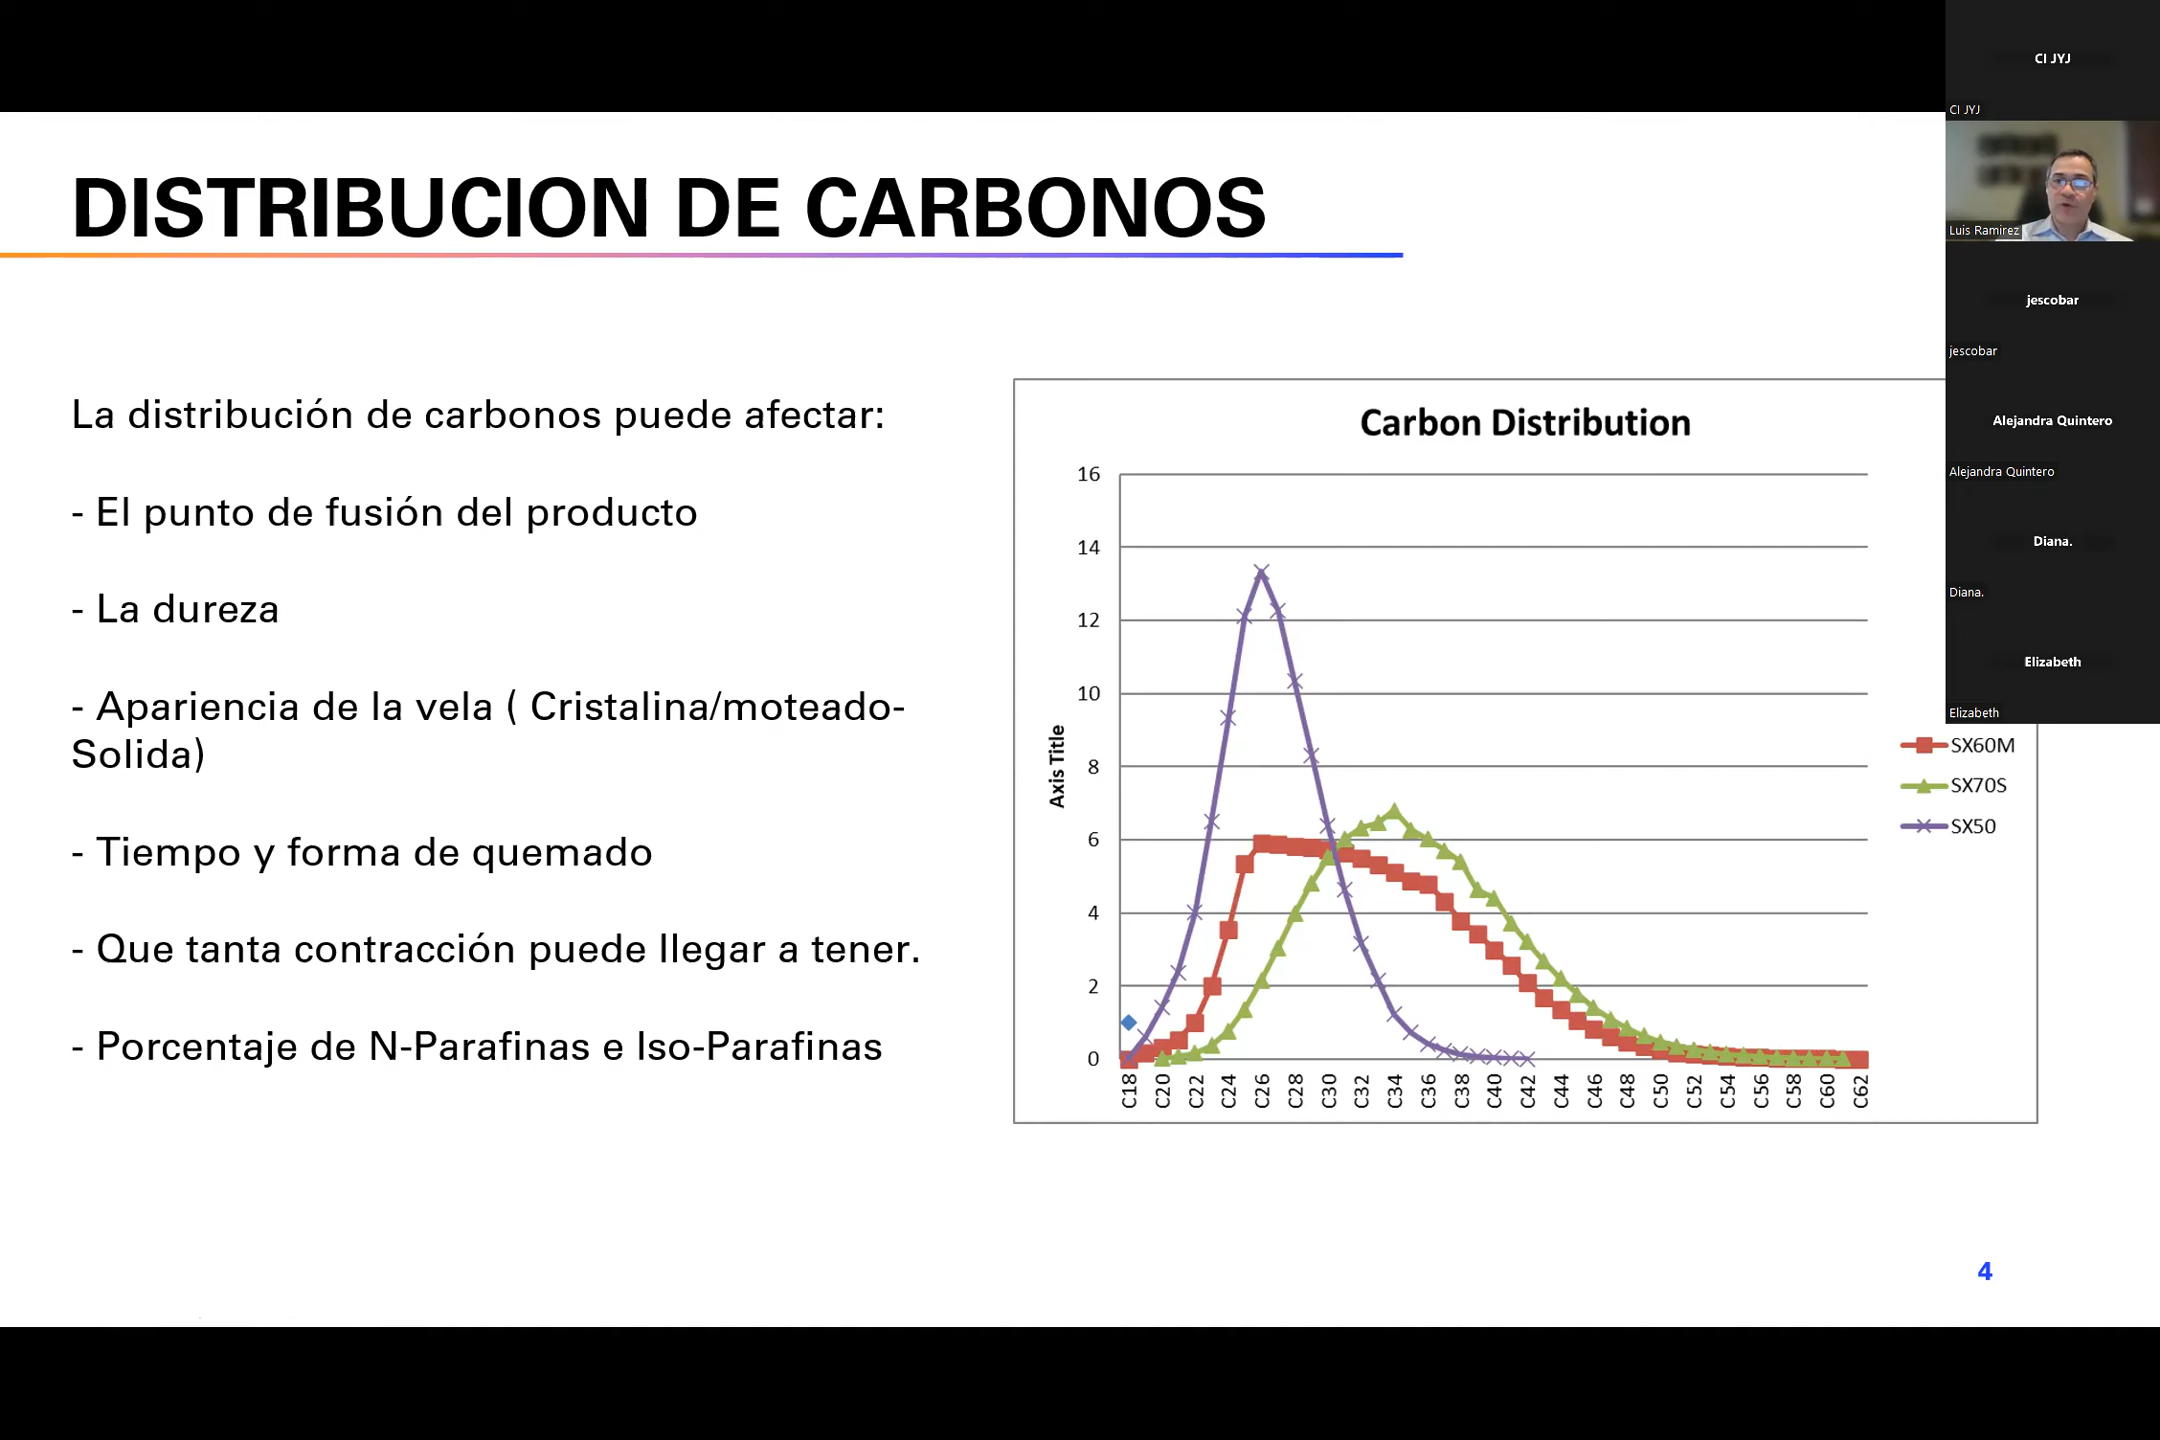 DISTRIBUCION DE CARBONOS
La distribución de carbonos puede afectar:
- El punto de fusión del producto
- La dureza
- Apariencia de la vela ( Cristalina/moteado-
Solida)
- Tiempo y forma de quemado
- Que tanta contracción puede llegar a tener.
- Porcentaje de N-Parafinas e Iso-Parafinas
Carbon Distribution
Axis Title
16
14
12
10
8
6
4
2
0
C18 C20 C22 C24 C26 C28 C30 C32 C34 C36 C38 C40 C42 C44 C46 C48 C50 C52 C54 C56 C58 C60 C62
SX60M
SX70S
SX50
4
CI JYJ
CI JYJ
Luis Ramirez
jescobar
jescobar
Alejandra Quintero
Alejandra Quintero
Diana.
Diana.
Elizabeth
Elizabeth